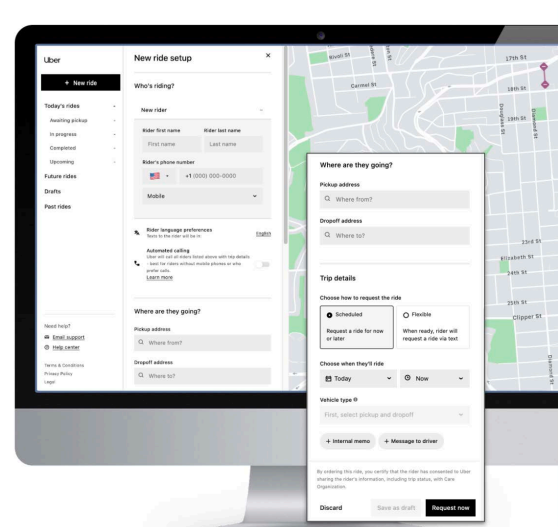 Uber
+ New ride
Today's rides
Awaiting pickup
In progress
Completed
Upcoming
Future rides
Drafts
Past rides
Need help?
Email support
Help center
Terms & Conditions
Privacy Policy
Legal
New ride setup
×
Who's riding?
New rider
Rider first name
Rider last name
First name
Last name
Rider's phone number
+1 (000) 000-0000
Mobile
Rider language preferences
Texts to the rider will be in
English
Automated calling
Uber will call all riders listed above with trip details
- best for riders without mobile phones or who
prefer calls.
Learn more
Where are they going?
Pickup address
Where from?
Dropoff address
Where to?
Rivoli St
Carmel St
17th St
18th St
19th St
Douglass St
Diamond St
23rd St
Elizabeth St
24th St
25th St
Clipper St
Diamond St
Where are they going?
Pickup address
Where from?
Dropoff address
Where to?
Trip details
Choose how to request the ride
Scheduled
Request a ride for now
or later
Flexible
When ready, rider will
request a ride via text
Choose when they'll ride
Today
Now
Vehicle type
First, select pickup and dropoff
+ Internal memo
+ Message to driver
By ordering this ride, you certify that the rider has consented to Uber
sharing the rider's information, including trip status, with Care
Organization.
Discard
Save as draft
Request now